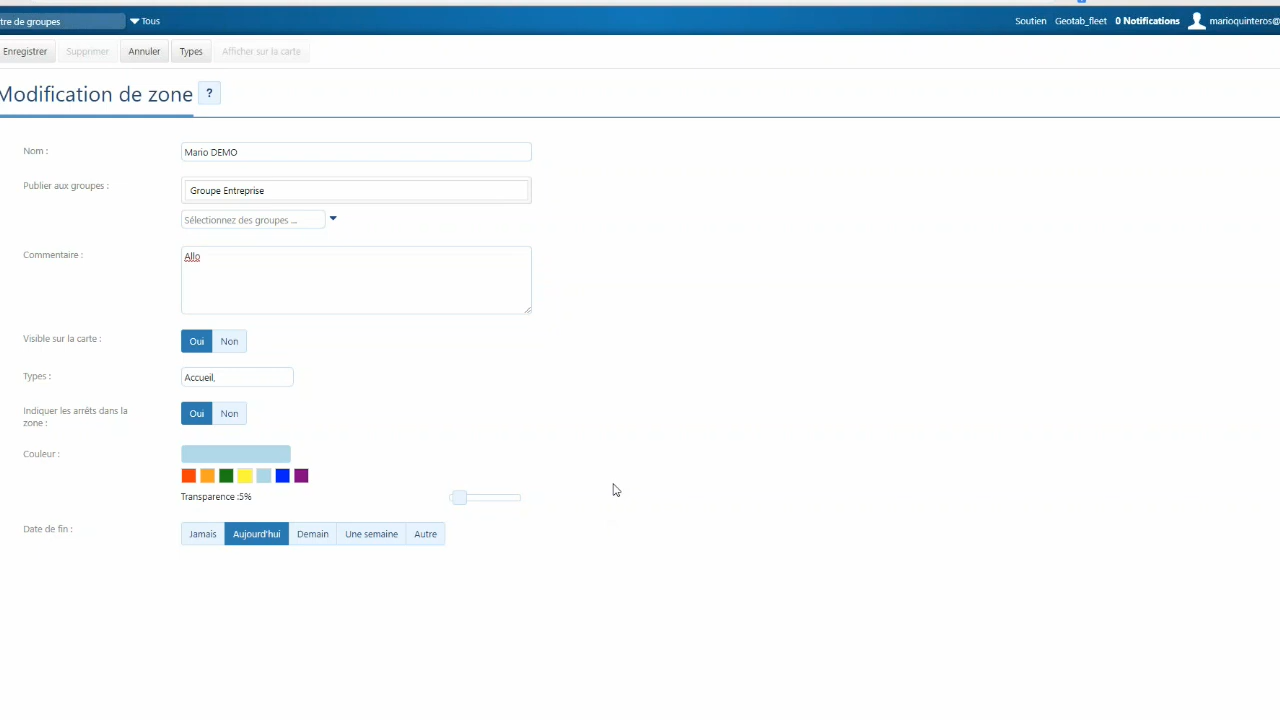 tre de groupes Tous Soutien Geotab_fleet 0 Notifications marioquinteros@
Enregistrer Supprimer Annuler Types Afficher sur la carte
Modification de zone ?
Nom : Mario DEMO
Publier aux groupes : Groupe Entreprise
Sélectionnez des groupes ...
Commentaire : Allo
Visible sur la carte : Oui Non
Types : Accueil,
Indiquer les arrêts dans la
zone : Oui Non
Couleur :
Transparence :5%
Date de fin : Jamais Aujourd'hui Demain Une semaine Autre